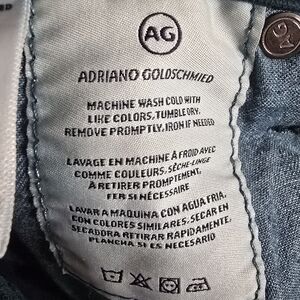 AG
ADRIANO GOLDSCHMIED
MACHINE WASH COLD WITH
LIKE COLORS, TUMBLE DRY.
REMOVE PROMPTLY, IRON IF NEEDED
LAVAGE EN MACHINE A FROID AVEC
COMME COULEURS, SÈCHE-LINGE
À RETIRER PROMPTEMENT,
FER SI NÉCESSAIRE
LAVAR A MAQUINA CON AGUA FRIA,
CON COLORES SIMILARES, SECAR EN
SECADORA RETIRAR RAPIDAMENTE,
PLANCHA SI ES NECESARIO